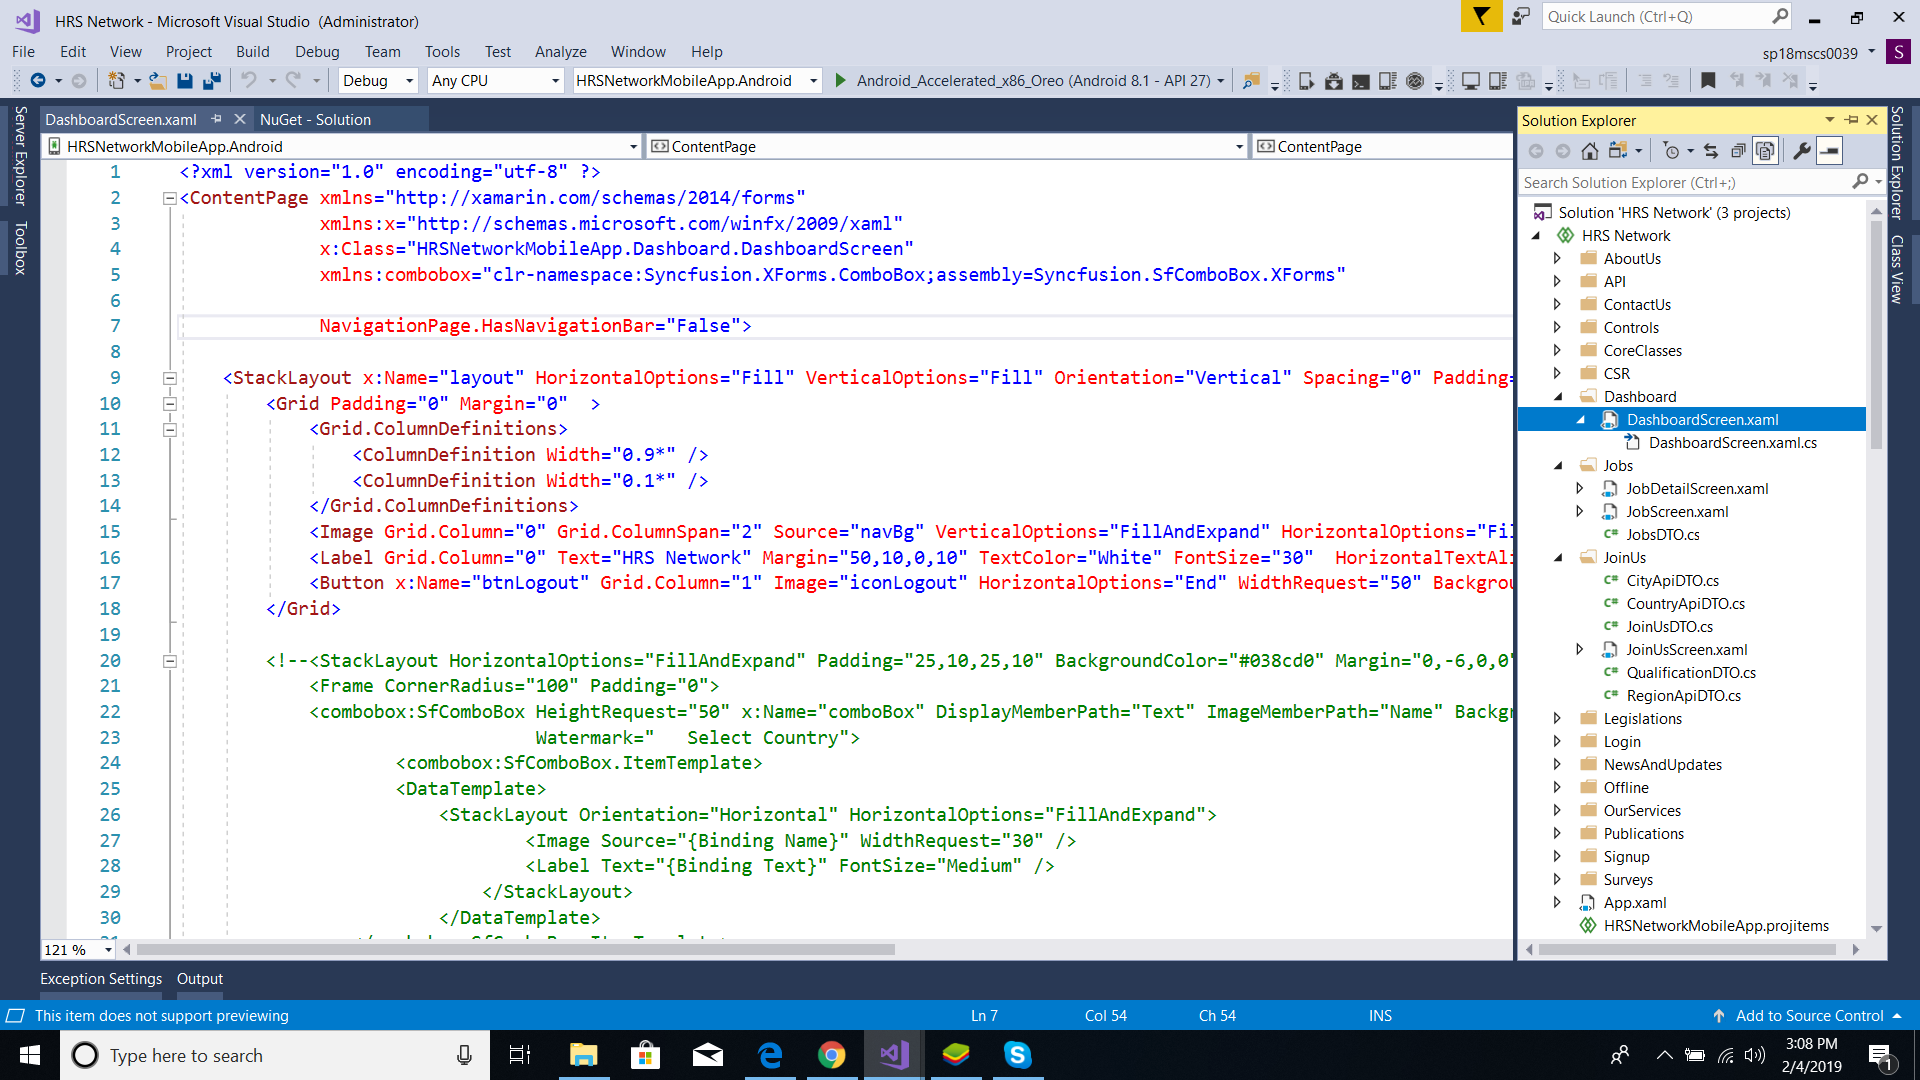 HRS Network - Microsoft Visual Studio (Administrator)
Quick Launch (Ctrl+Q)
File Edit View Project Build Debug Team Tools Test Analyze Window Help
sp18mscs0039 S
Debug Any CPU HRSNetworkMobileApp.Android Android_Accelerated_x86_Oreo (Android 8.1 - API 27)
Server Explorer
Toolbox
DashboardScreen.xaml NuGet - Solution
HRSNetworkMobileApp.Android ContentPage ContentPage
1 <?xml version="1.0" encoding="utf-8" ?>
2 <ContentPage xmlns="http://xamarin.com/schemas/2014/forms"
3 xmlns:x="http://schemas.microsoft.com/winfx/2009/xaml"
4 x:Class="HRSNetworkMobileApp.Dashboard.DashboardScreen"
5 xmlns:combobox="clr-namespace:Syncfusion.XForms.ComboBox;assembly=Syncfusion.SfComboBox.XForms"
6
7 NavigationPage.HasNavigationBar="False">
8
9 <StackLayout x:Name="layout" HorizontalOptions="Fill" VerticalOptions="Fill" Orientation="Vertical" Spacing="0" Padding=
10 <Grid Padding="0" Margin="0" >
11 <Grid.ColumnDefinitions>
12 <ColumnDefinition Width="0.9*" />
13 <ColumnDefinition Width="0.1*" />
14 </Grid.ColumnDefinitions>
15 <Image Grid.Column="0" Grid.ColumnSpan="2" Source="navBg" VerticalOptions="FillAndExpand" HorizontalOptions="Fil
16 <Label Grid.Column="0" Text="HRS Network" Margin="50,10,0,10" TextColor="White" FontSize="30" HorizontalTextAli
17 <Button x:Name="btnLogout" Grid.Column="1" Image="iconLogout" HorizontalOptions="End" WidthRequest="50" Backgrou
18 </Grid>
19
20 <!--<StackLayout HorizontalOptions="FillAndExpand" Padding="25,10,25,10" BackgroundColor="#038cd0" Margin="0,-6,0,0"
21 <Frame CornerRadius="100" Padding="0">
22 <combobox:SfComboBox HeightRequest="50" x:Name="comboBox" DisplayMemberPath="Text" ImageMemberPath="Name" Backgr
23 Watermark="   Select Country">
24 <combobox:SfComboBox.ItemTemplate>
25 <DataTemplate>
26 <StackLayout Orientation="Horizontal" HorizontalOptions="FillAndExpand">
27 <Image Source="{Binding Name}" WidthRequest="30" />
28 <Label Text="{Binding Text}" FontSize="Medium" />
29 </StackLayout>
30 </DataTemplate>
121 %
Solution Explorer
Search Solution Explorer (Ctrl+;)
Solution 'HRS Network' (3 projects)
HRS Network
AboutUs
API
ContactUs
Controls
CoreClasses
CSR
Dashboard
DashboardScreen.xaml
DashboardScreen.xaml.cs
Jobs
JobDetailScreen.xaml
JobScreen.xaml
C# JobsDTO.cs
JoinUs
C# CityApiDTO.cs
C# CountryApiDTO.cs
C# JoinUsDTO.cs
JoinUsScreen.xaml
C# QualificationDTO.cs
C# RegionApiDTO.cs
Legislations
Login
NewsAndUpdates
Offline
OurServices
Publications
Signup
Surveys
App.xaml
HRSNetworkMobileApp.projitems
Solution Explorer
Class View
Exception Settings Output
This item does not support previewing Ln 7 Col 54 Ch 54 INS Add to Source Control
Type here to search
3:08 PM
2/4/2019
1